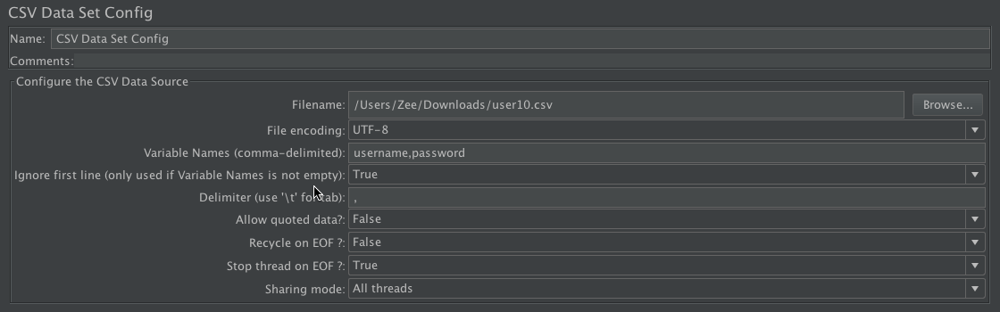 CSV Data Set Config
Name: CSV Data Set Config
Comments:
Configure the CSV Data Source
Filename: /Users/Zee/Downloads/user10.csv Browse...
File encoding: UTF-8
Variable Names (comma-delimited): username,password
Ignore first line (only used if Variable Names is not empty): True
Delimiter (use '\t' for tab): ,
Allow quoted data?: False
Recycle on EOF ?: False
Stop thread on EOF ?: True
Sharing mode: All threads